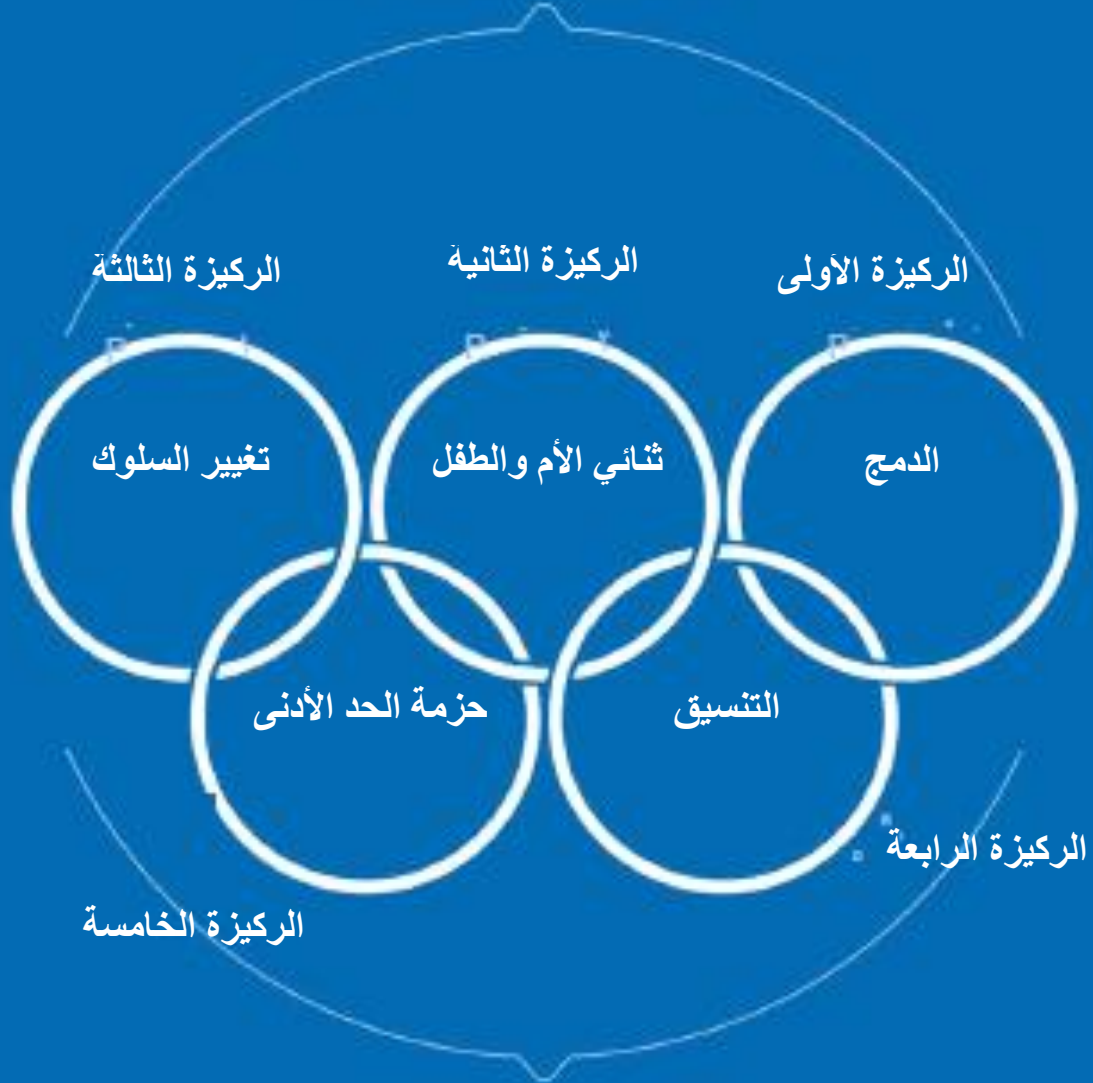 الركيزة الأولى
الركيزة الثانية
الركيزة الثالثة
الدمج
ثنائي الأم والطفل
تغيير السلوك
التنسيق
حزمة الحد الأدنى
الركيزة الرابعة
الركيزة الخامسة